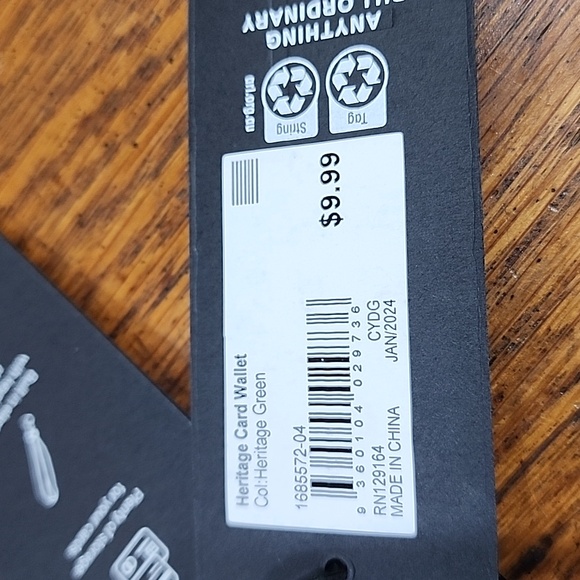 ANYTHING
ORDINARY
Tag
String
$9.99
Heritage Card Wallet
Col:Heritage Green
1685572-04
9 360104 029736
RN129164
CYDG
MADE IN CHINA
JAN/2024